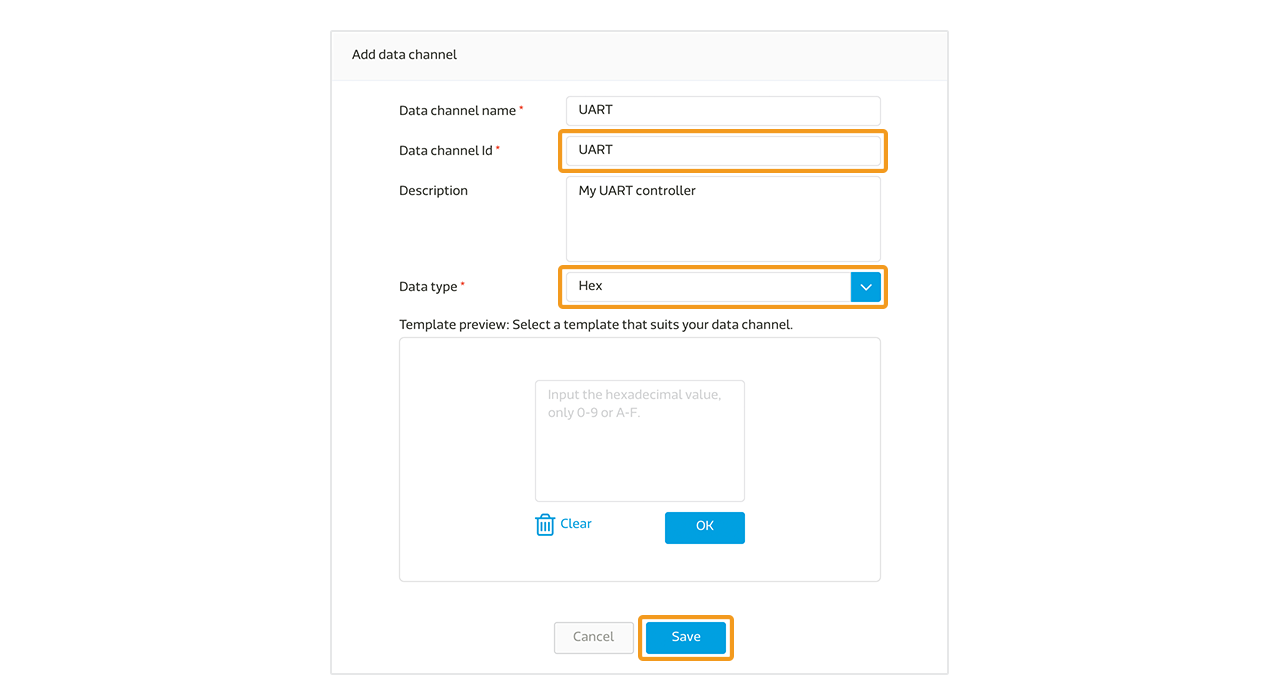 Add data channel
Data channel name * UART
Data channel Id * UART
Description My UART controller
Data type * Hex
Template preview: Select a template that suits your data channel.
Input the hexadecimal value,
only 0-9 or A-F.
Clear OK
Cancel Save